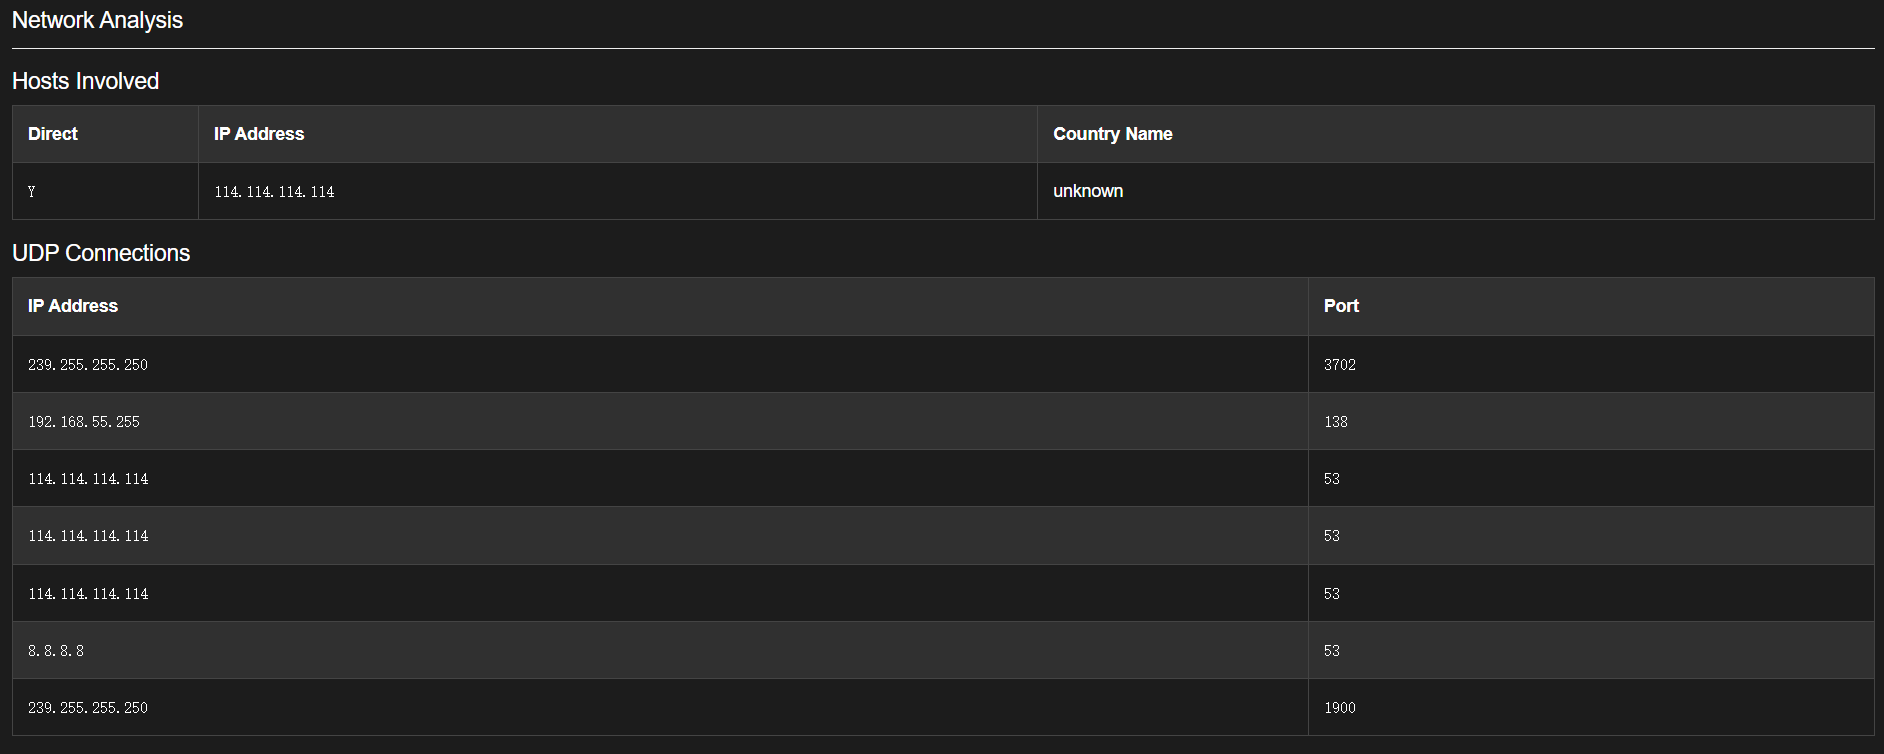 Network Analysis
Hosts Involved
Direct IP Address Country Name
Y 114.114.114.114 unknown
UDP Connections
IP Address Port
239.255.255.250 3702
192.168.55.255 138
114.114.114.114 53
114.114.114.114 53
114.114.114.114 53
8.8.8.8 53
239.255.255.250 1900